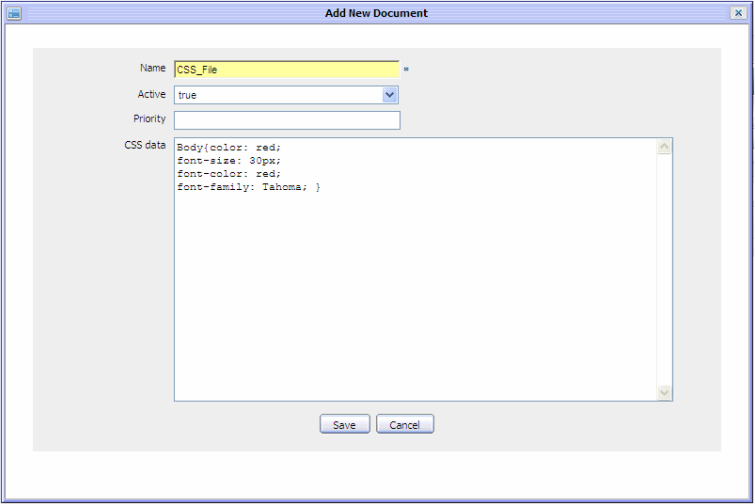 Add New Document
Name CSS_File
Active true
Priority
CSS data
Body{color: red;
font-size: 30px;
font-color: red;
font-family: Tahoma; }
Save Cancel